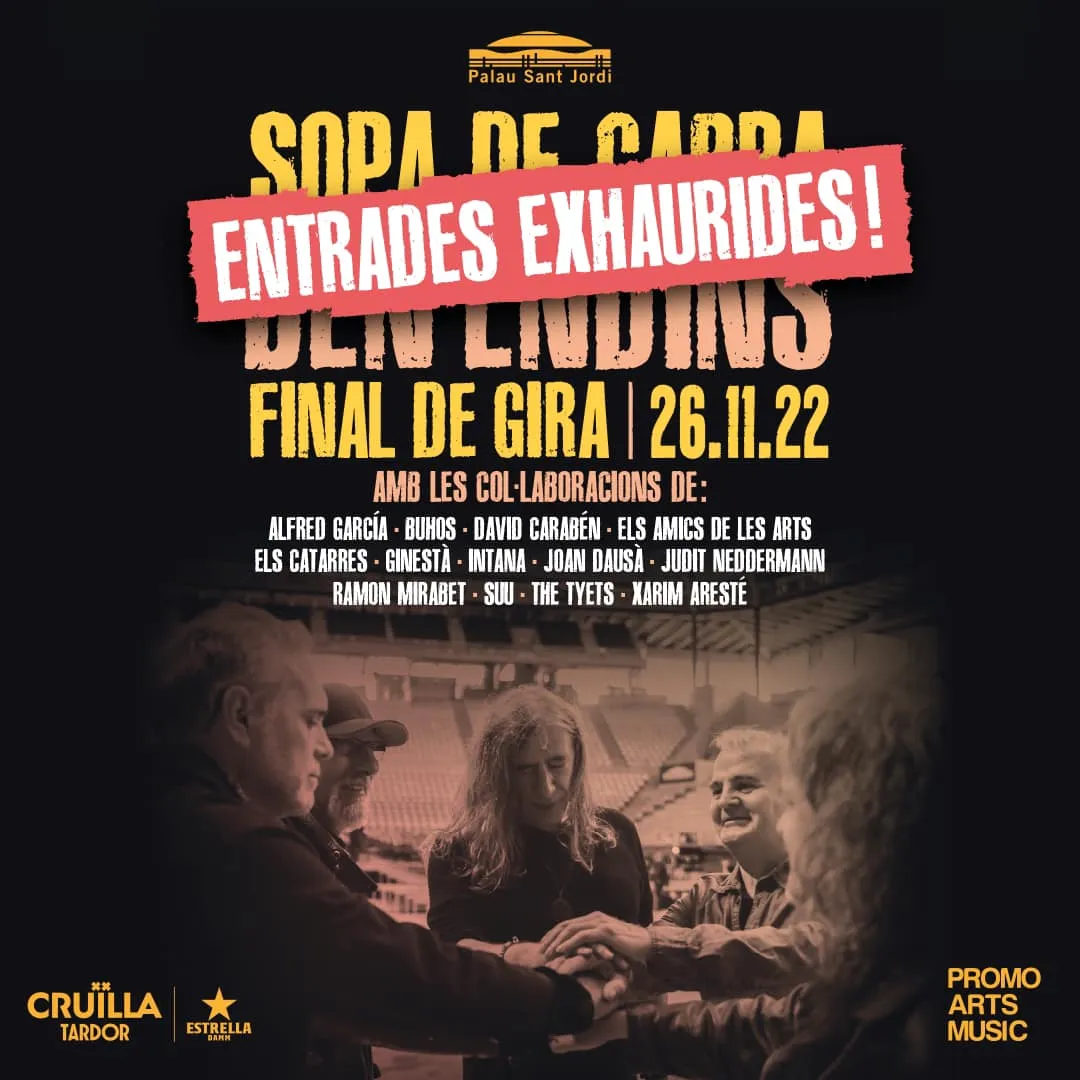 Palau Sant Jordi
SOPA DE CABRA
ENTRADES EXHAURIDES!
BEN ENDINS
FINAL DE GIRA | 26.11.22
AMB LES COL·LABORACIONS DE:
ALFRED GARCÍA · BUHOS · DAVID CARABÉN · ELS AMICS DE LES ARTS
ELS CATARRES · GINESTÀ · INTANA · JOAN DAUSÀ · JUDIT NEDDERMANN
RAMON MIRABET · SUU · THE TYETS · XARIM ARESTÉ
CRUÏLLA
TARDOR
ESTRELLA
DAMM
PROMO
ARTS
MUSIC